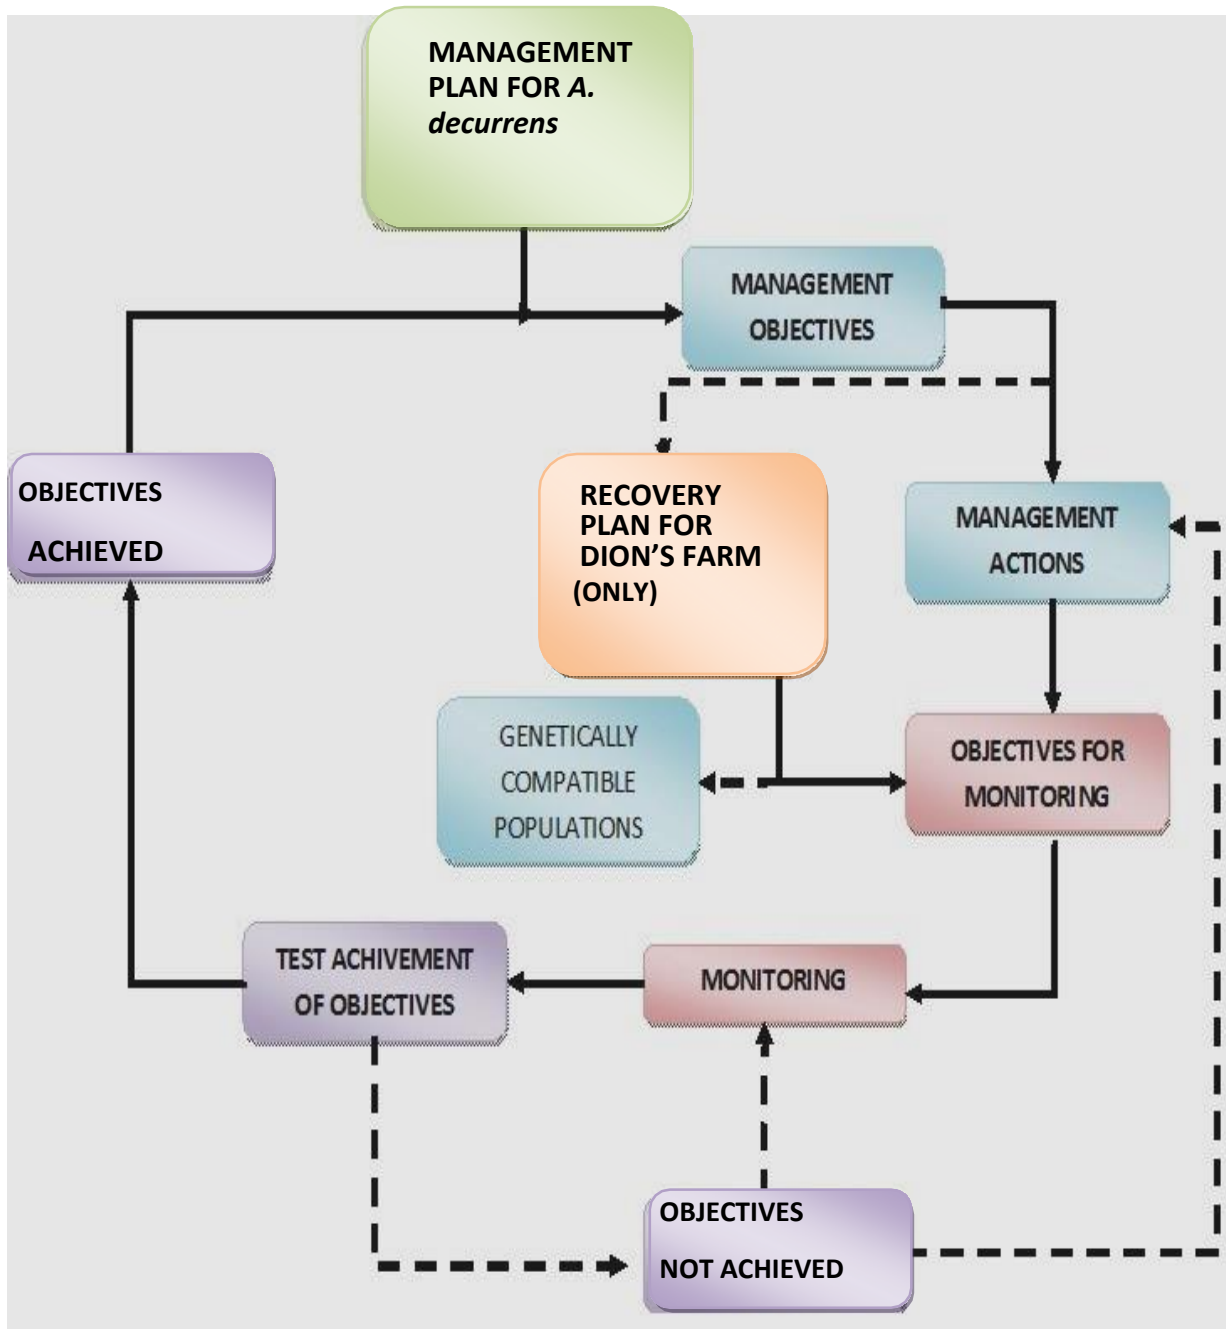 MANAGEMENT
PLAN FOR A.
decurrens
MANAGEMENT
OBJECTIVES
OBJECTIVES
ACHIEVED
RECOVERY
PLAN FOR
DION’S FARM
(ONLY)
MANAGEMENT
ACTIONS
GENETICALLY
COMPATIBLE
POPULATIONS
OBJECTIVES FOR
MONITORING
TEST ACHIVEMENT
OF OBJECTIVES
MONITORING
OBJECTIVES
NOT ACHIEVED